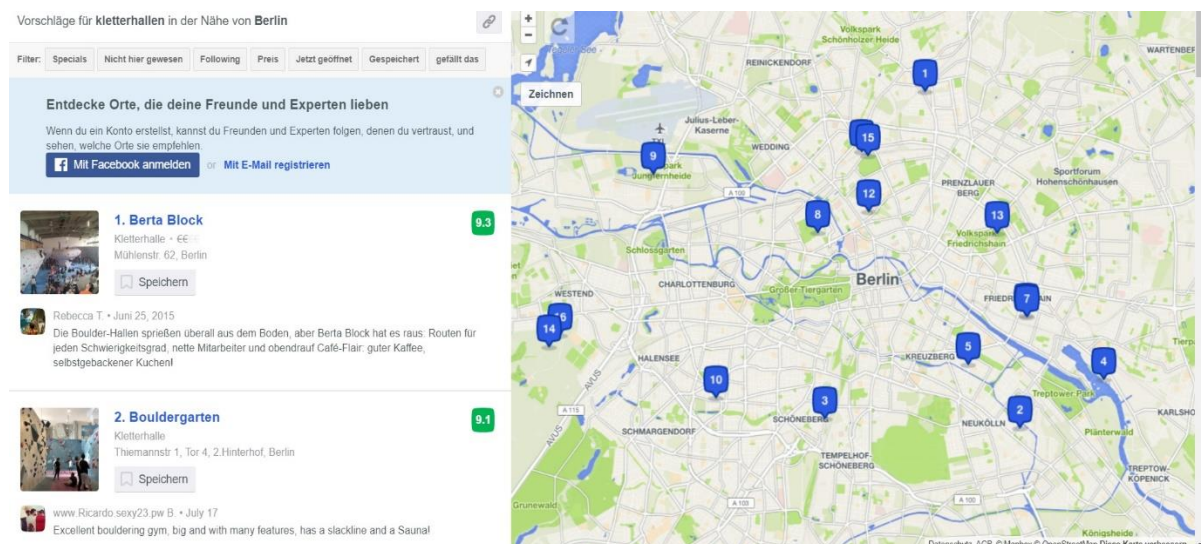 Vorschläge für kletterhallen in der Nähe von Berlin
Filter: Specials Nicht hier gewesen Following Preis Jetzt geöffnet Gespeichert gefällt das
Entdecke Orte, die deine Freunde und Experten lieben
Wenn du ein Konto erstellst, kannst du Freunden und Experten folgen, denen du vertraust, und
sehen, welche Orte sie empfehlen.
Mit Facebook anmelden or Mit E-Mail registrieren
1. Berta Block
9.3
Kletterhalle • €€
Mühlenstr. 62, Berlin
Speichern
Rebecca T. • Juni 25, 2015
Die Boulder-Hallen sprießen überall aus dem Boden, aber Berta Block hat es raus: Routen für
jeden Schwierigkeitsgrad, nette Mitarbeiter und obendrauf Café-Flair: guter Kaffee,
selbstgebackener Kuchen!
2. Bouldergarten
9.1
Kletterhalle
Thiemannstr 1, Tor 4, 2.Hinterhof, Berlin
Speichern
www.Ricardo.sexy23.pw B. • July 17
Excellent bouldering gym, big and with many features, has a slackline and a Sauna!
+
-
Zeichnen
Volkspark
Schönholzer Heide
WARTENBER
REINICKENDORF
1
Julius-Leber-
Kaserne
TXL
15
WEDDING
9
Jungfernheide
Sportforum
Hohenschönhausen
A 100
PRENZLAUER
BERG
12
8
13
Volkspark
Friedrichshain
Schlossgarten
Berlin
CHARLOTTENBURG
Großer Tiergarten
WESTEND
7
16
14
5
KREUZBERG
4
HALENSEE
AVUS
10
Treptower Park
3
2
A 115
SCHÖNEBERG
NEUKÖLLN
KARLSHO
SCHMARGENDORF
Plänterwald
AVUS
TEMPELHOF-
SCHÖNEBERG
TREPTOW-
KÖPENICK
A 100
A 100
Grunewald
Königsheide